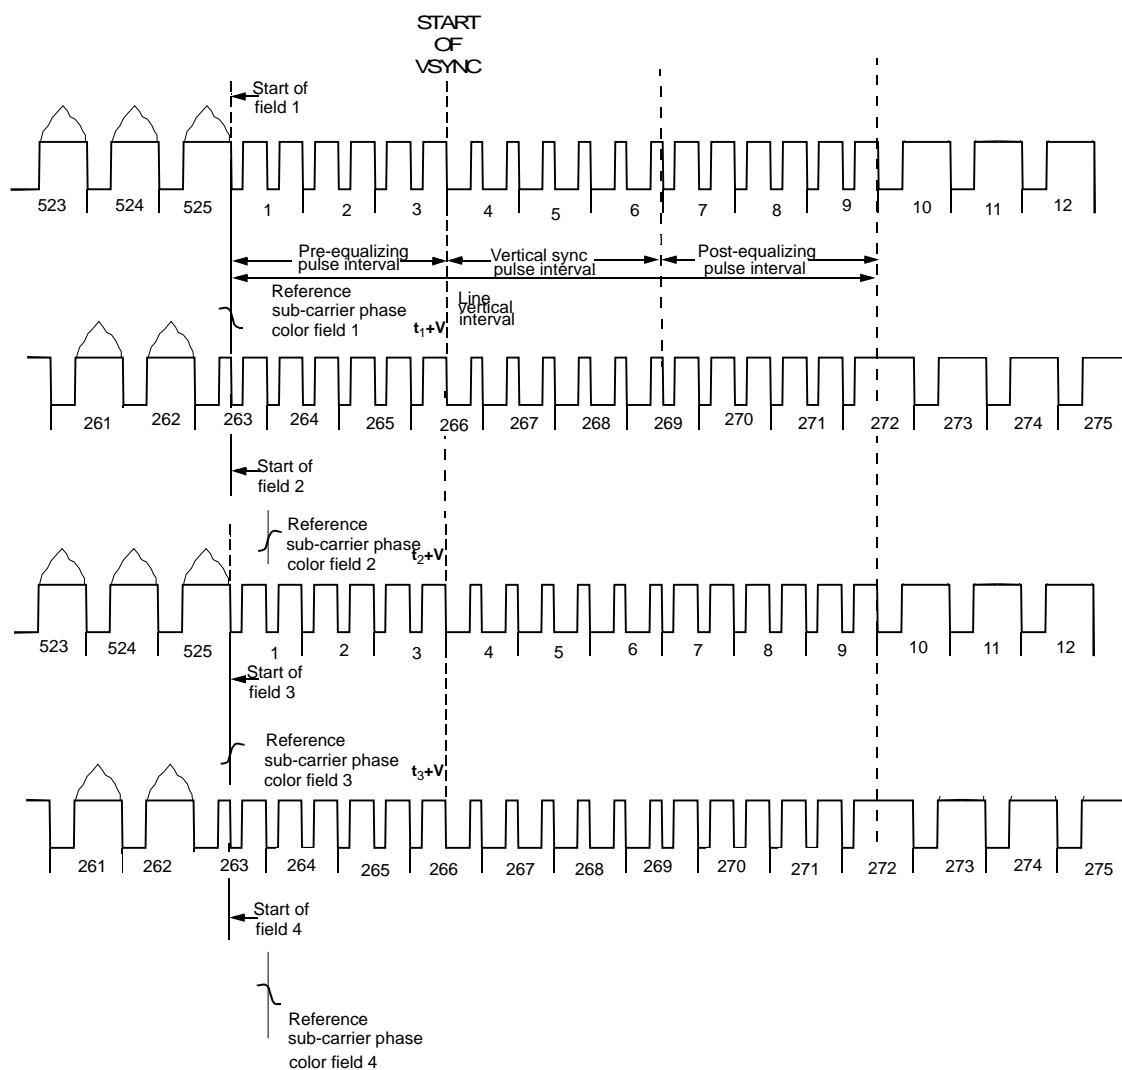 START
OF
VSYNC
Start of
field 1
523 524 525 1 2 3 4 5 6 7 8 9 10 11 12
Pre-equalizing
pulse interval
Vertical sync
pulse interval
Post-equalizing
pulse interval
Reference
sub-carrier phase
color field 1
t1+V
Line
vertical
interval
261 262 263 264 265 266 267 268 269 270 271 272 273 274 275
Start of
field 2
Reference
sub-carrier phase
color field 2
t2+V
523 524 525 1 2 3 4 5 6 7 8 9 10 11 12
Start of
field 3
Reference
sub-carrier phase
color field 3
t3+V
261 262 263 264 265 266 267 268 269 270 271 272 273 274 275
Start of
field 4
Reference
sub-carrier phase
color field 4